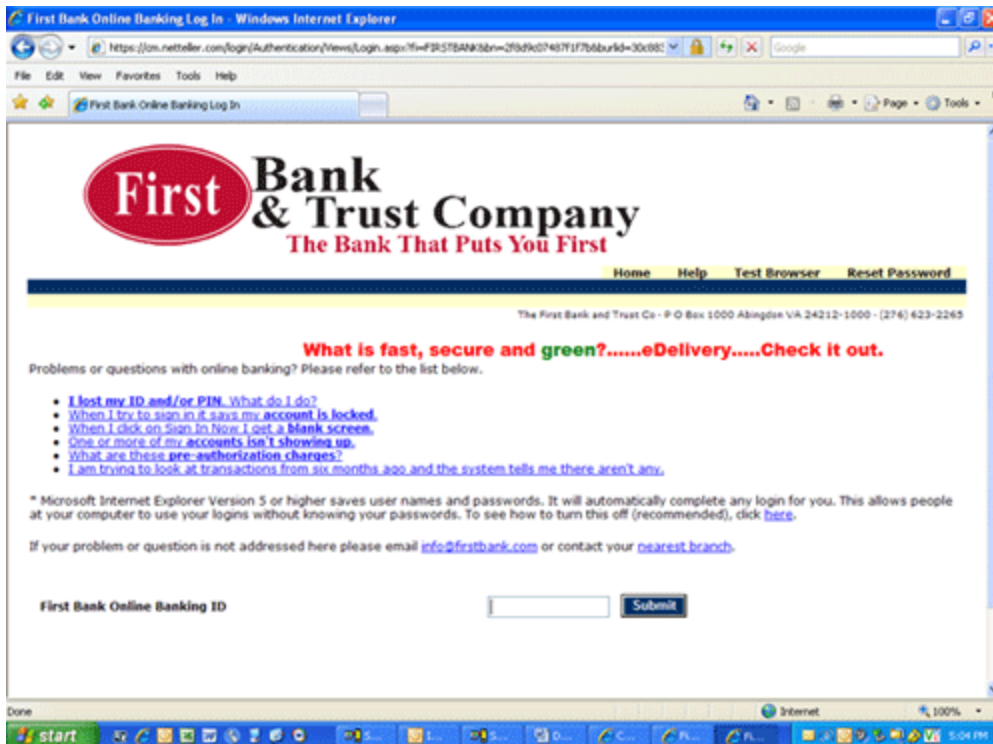 First Bank Online Banking Log In - Windows Internet Explorer
Google
File Edit View Favorites Tools Help
First Bank Online Banking Log In
Page Tools
First Bank
& Trust Company
The Bank That Puts You First
Home Help Test Browser Reset Password
The First Bank and Trust Co - P O Box 1000 Abingdon VA 24212-1000 - (276) 623-2265
What is fast, secure and green?......eDelivery.....Check it out.
Problems or questions with online banking? Please refer to the list below.
I lost my ID and/or PIN. What do I do?
When I try to sign in it says my account is locked.
When I click on Sign In Now I get a blank screen.
One or more of my accounts isn't showing up.
What are these pre-authorization charges?
I am trying to look at transactions from six months ago and the system tells me there aren't any.
* Microsoft Internet Explorer Version 5 or higher saves user names and passwords. It will automatically complete any login for you. This allows people
at your computer to use your logins without knowing your passwords. To see how to turn this off (recommended), click here.
If your problem or question is not addressed here please email info@firstbank.com or contact your nearest branch.
First Bank Online Banking ID Submit
Done Internet 100%
start 5:04 PM